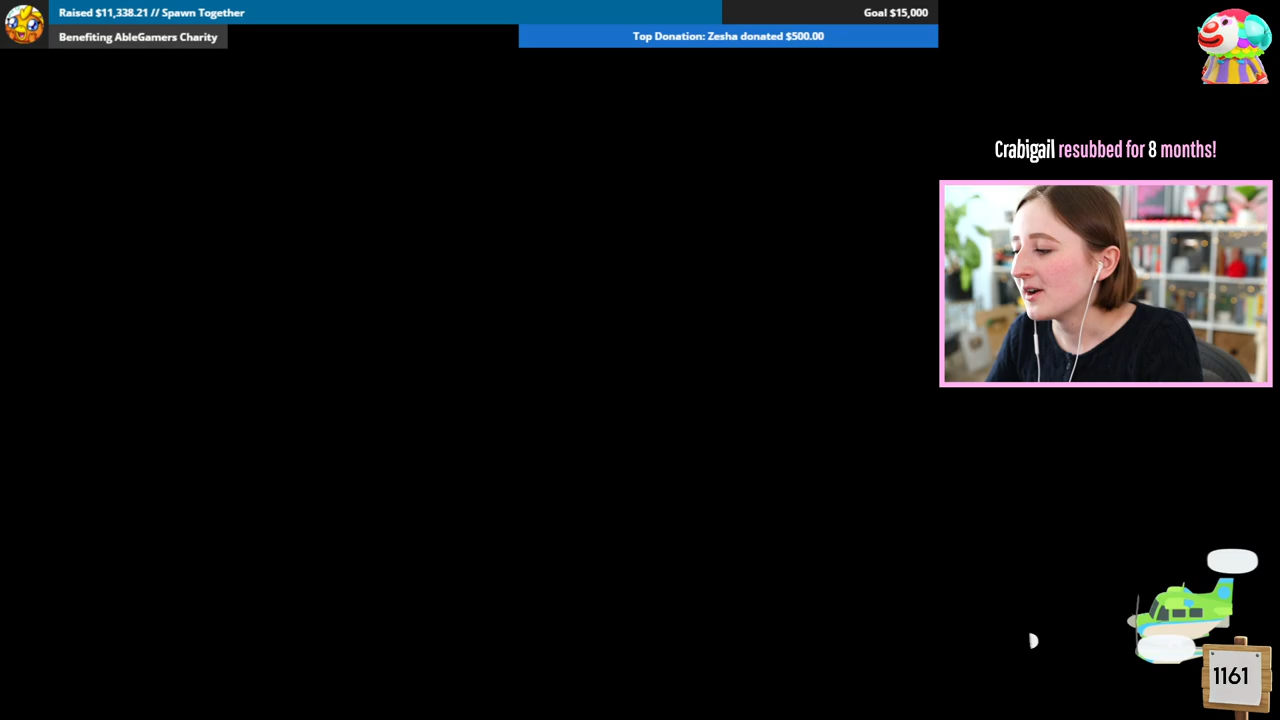 Raised $11,338.21 // Spawn Together
Goal $15,000
Benefiting AbleGamers Charity
Top Donation: Zesha donated $500.00
Crabigail resubbed for 8 months!
1161